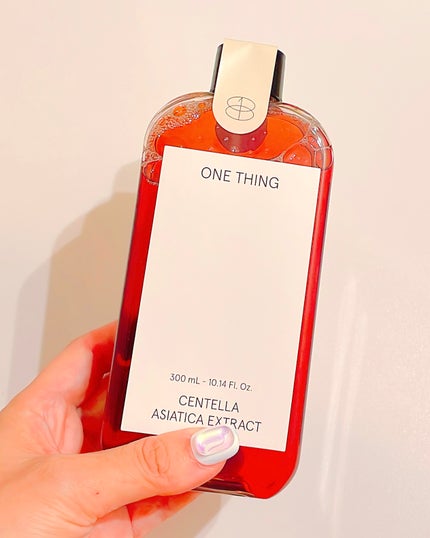 ONE THING
300 mL - 10.14 Fl. Oz.
CENTELLA
ASIATICA EXTRACT